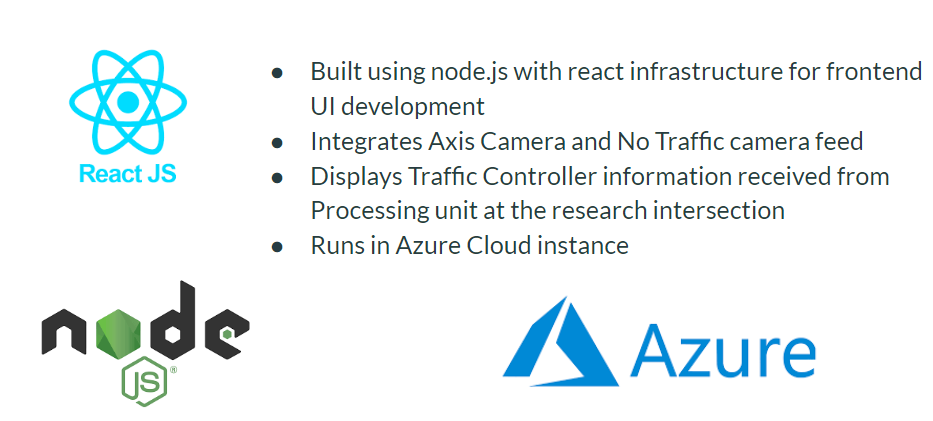 React JS
● Built using node.js with react infrastructure for frontend
UI development
● Integrates Axis Camera and No Traffic camera feed
● Displays Traffic Controller information received from
Processing unit at the research intersection
● Runs in Azure Cloud instance
node
JS®
Azure